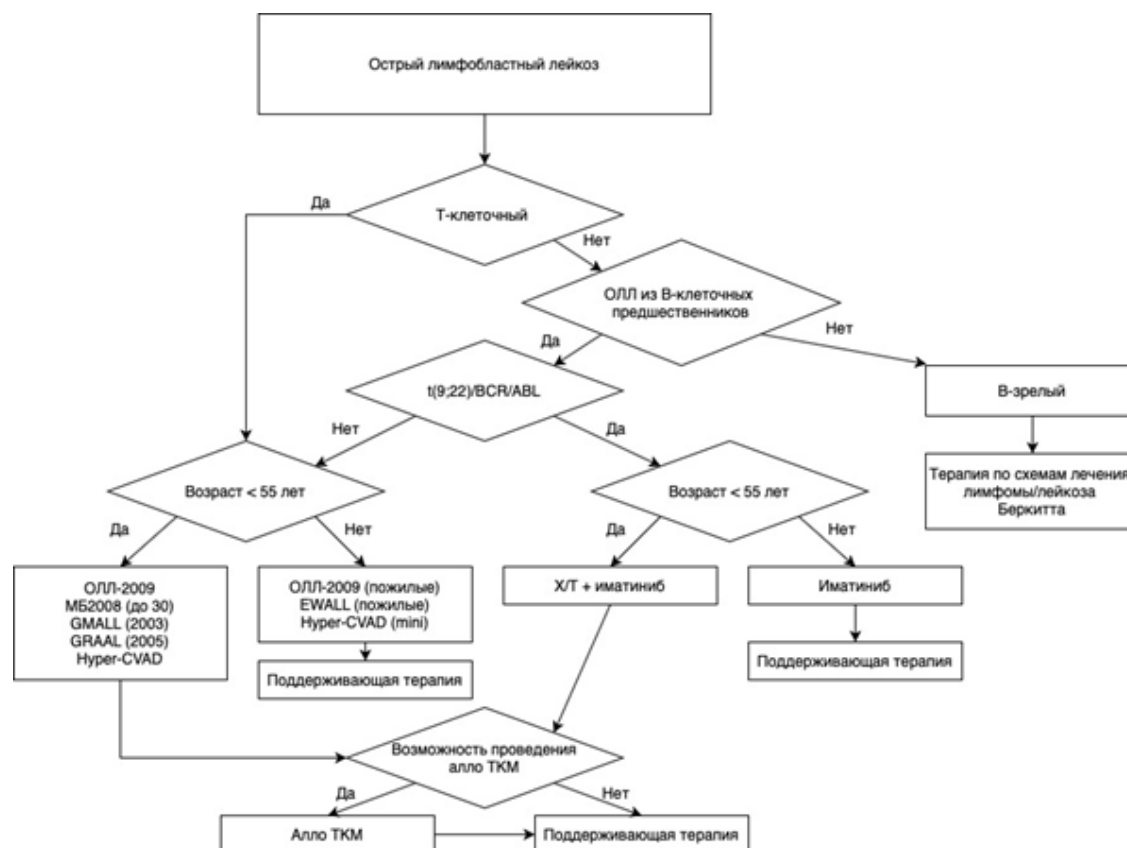 Острый лимфобластный лейкоз
Да
Т-клеточный
Нет
ОЛЛ из В-клеточных
предшественников
Да
Нет
t(9;22)/BCR/ABL
В-зрелый
Нет
Да
Терапия по схемам лечения
лимфомы/лейкоза
Беркитта
Возраст < 55 лет
Возраст < 55 лет
Да
Нет
Да
Нет
ОЛЛ-2009
МБ2008 (до 30)
GMALL (2003)
GRAAL (2005)
Hyper-CVAD
ОЛЛ-2009 (пожилые)
EWALL (пожилые)
Hyper-CVAD (mini)
Х/Т + иматиниб
Иматиниб
Поддерживающая терапия
Поддерживающая терапия
Возможность проведения
алло ТКМ
Да
Нет
Алло ТКМ
Поддерживающая терапия